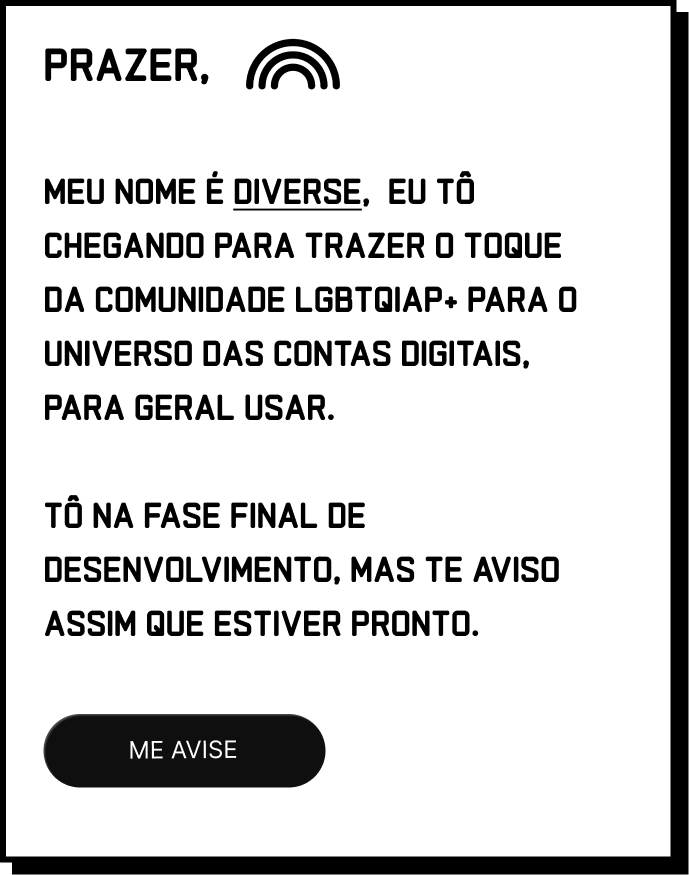 PRAZER,
MEU NOME É DIVERSE, EU TÔ
CHEGANDO PARA TRAZER O TOQUE
DA COMUNIDADE LGBTQIAP+ PARA O
UNIVERSO DAS CONTAS DIGITAIS,
PARA GERAL USAR.
TÔ NA FASE FINAL DE
DESENVOLVIMENTO, MAS TE AVISO
ASSIM QUE ESTIVER PRONTO.
ME AVISE